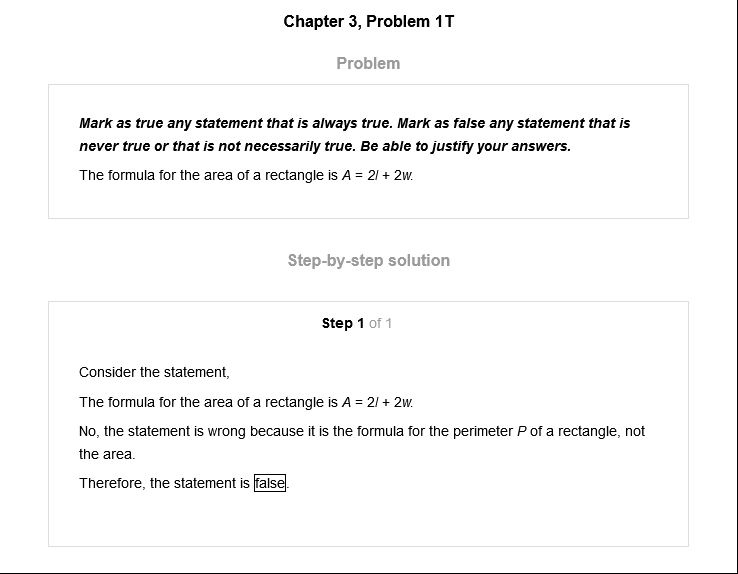 Chapter 3, Problem 1T
Problem
Mark as true any statement that is always true. Mark as false any statement that is
never true or that is not necessarily true. Be able to justify your answers.
The formula for the area of a rectangle is A = 2l + 2w.
Step-by-step solution
Step 1 of 1
Consider the statement,
The formula for the area of a rectangle is A = 2l + 2w.
No, the statement is wrong because it is the formula for the perimeter P of a rectangle, not
the area.
Therefore, the statement is false.